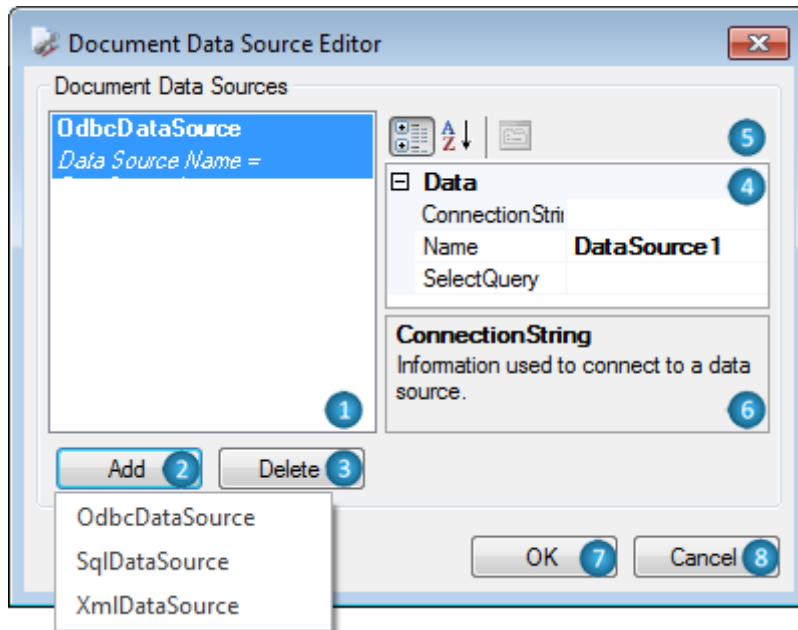 Document Data Source Editor
Document Data Sources
OdbcDataSource
Data Source Name =
1
A
Z
5
Data
4
ConnectionStri
Name DataSource1
SelectQuery
ConnectionString
Information used to connect to a data
source.
6
Add 2
Delete 3
OdbcDataSource
SqlDataSource
XmlDataSource
OK 7
Cancel 8